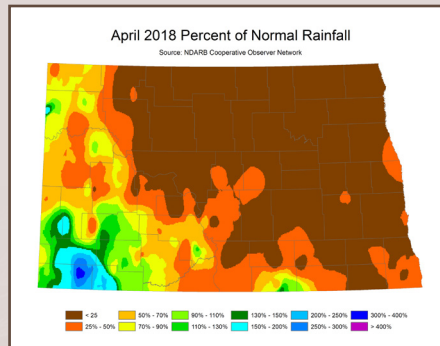 April 2018 Percent of Normal Rainfall
Source: NDARB Cooperative Observer Network
< 25 50% - 70% 90% - 110% 130% - 150% 200% - 250% 300% - 400%
25% - 50% 70% - 90% 110% - 130% 150% - 200% 250% - 300% > 400%